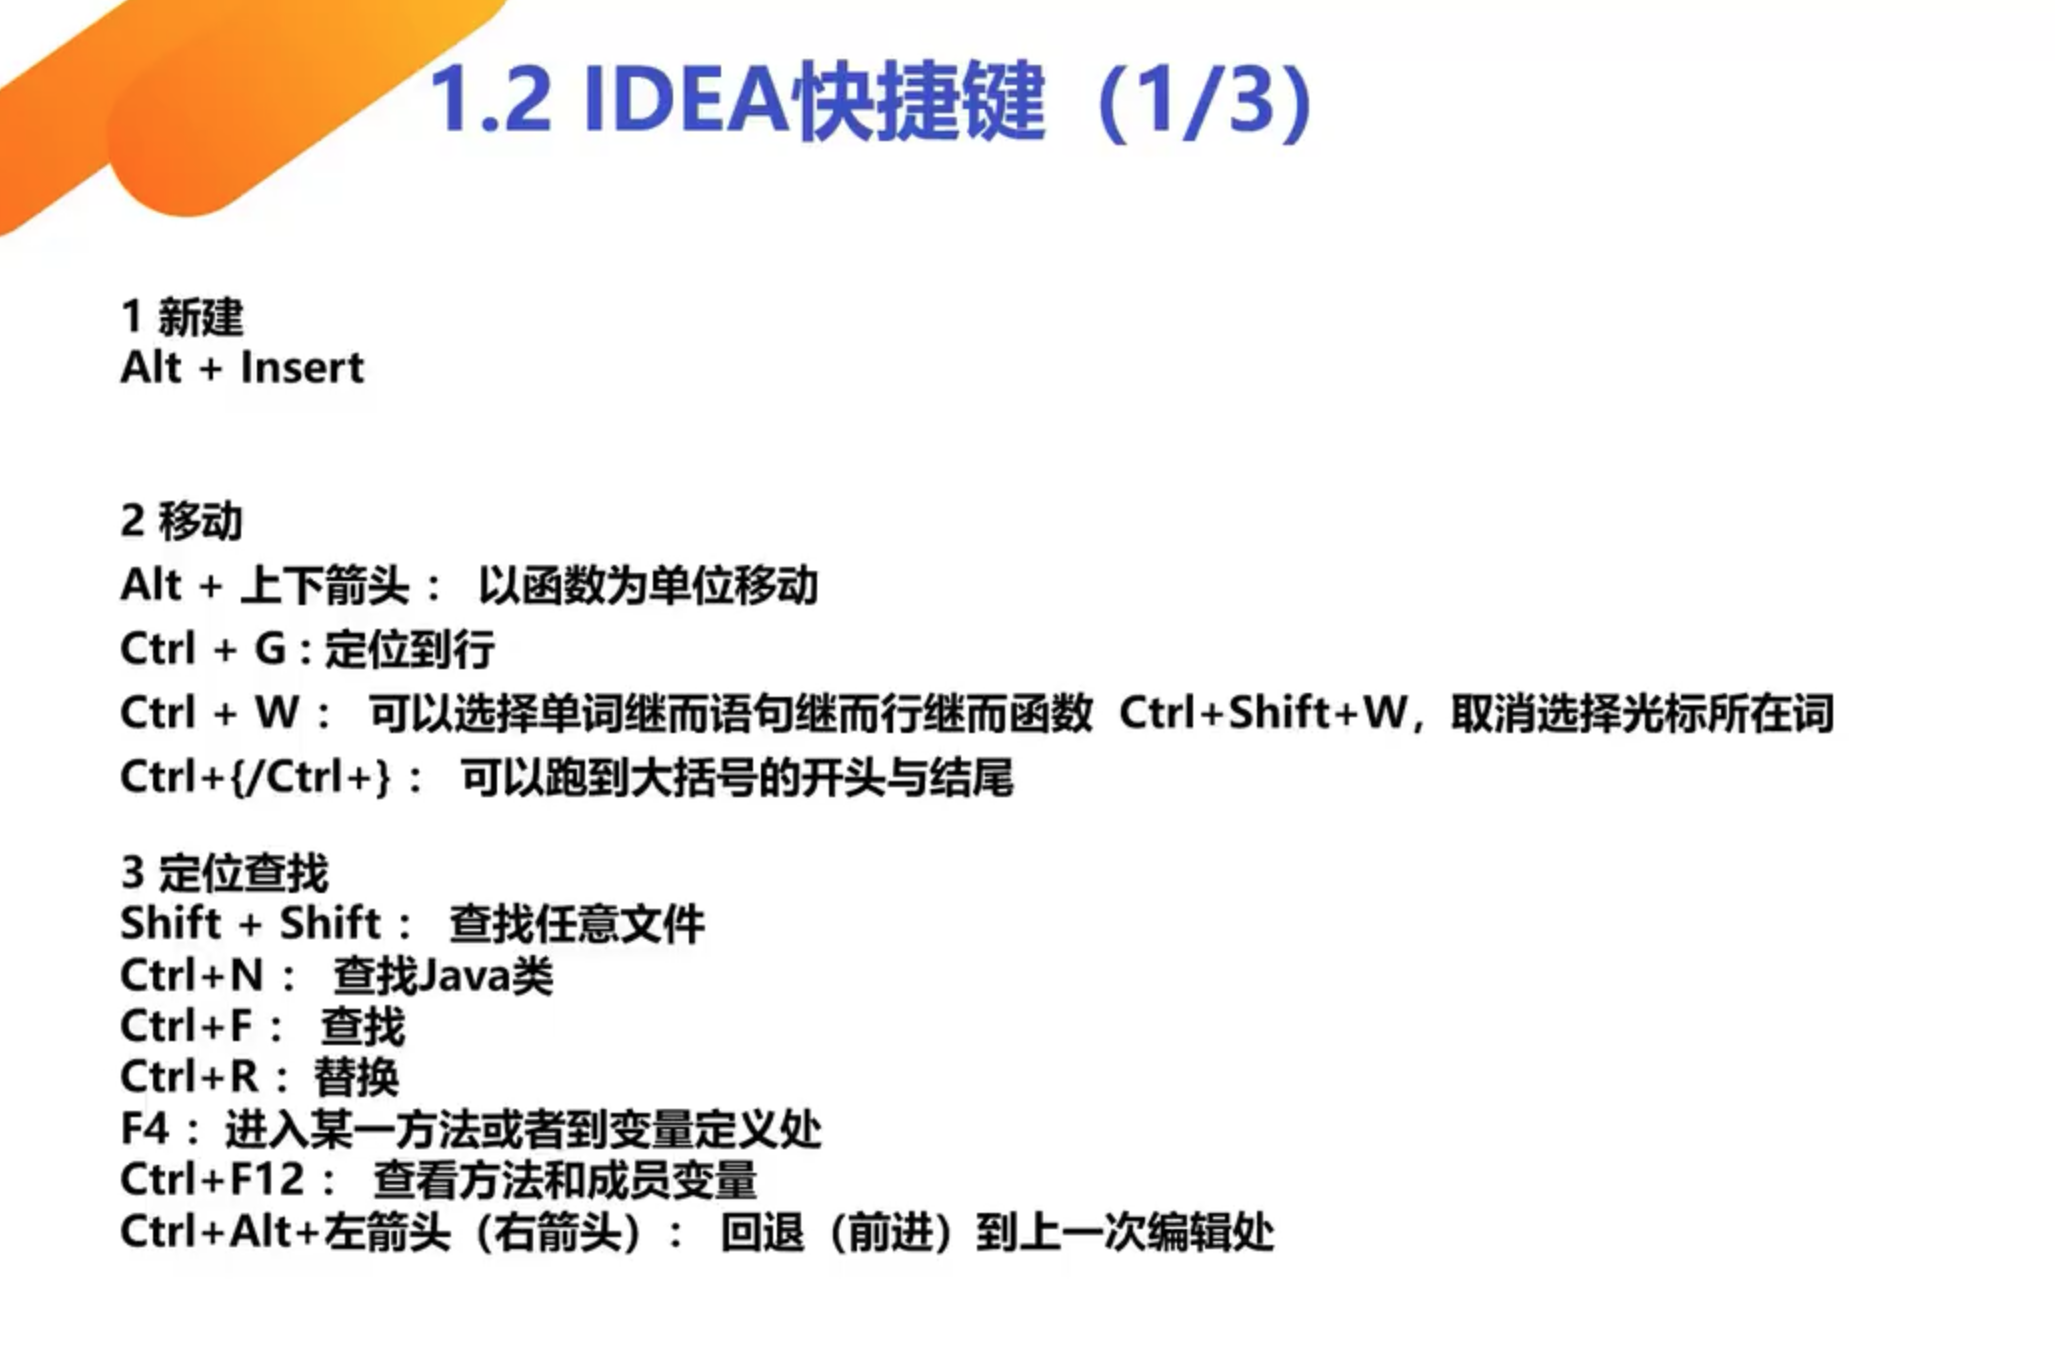 1.2 IDEA快捷键（1/3）
1 新建
Alt + Insert
2 移动
Alt + 上下箭头： 以函数为单位移动
Ctrl + G : 定位到行
Ctrl + W： 可以选择单词继而语句继而行继而函数 Ctrl+Shift+W，取消选择光标所在词
Ctrl+{/Ctrl+}： 可以跑到大括号的开头与结尾
3 定位查找
Shift + Shift： 查找任意文件
Ctrl+N： 查找Java类
Ctrl+F： 查找
Ctrl+R：替换
F4：进入某一方法或者到变量定义处
Ctrl+F12： 查看方法和成员变量
Ctrl+Alt+左箭头（右箭头）： 回退（前进）到上一次编辑处